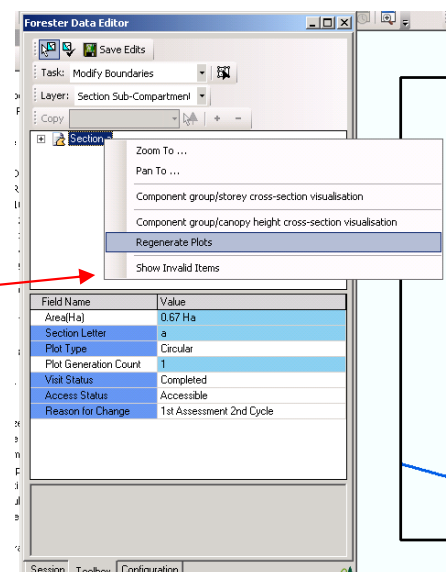 Forester Data Editor
Save Edits
Task: Modify Boundaries
Layer: Section Sub-Compartment
Copy
Section
Zoom To ...
Pan To ...
Component group/storey cross-section visualisation
Component group/canopy height cross-section visualisation
Regenerate Plots
Show Invalid Items
Field Name Value
Area(Ha) 0.67 Ha
Section Letter a
Plot Type Circular
Plot Generation Count 1
Visit Status Completed
Access Status Accessible
Reason for Change 1st Assessment 2nd Cycle
Session Toolbox Configuration